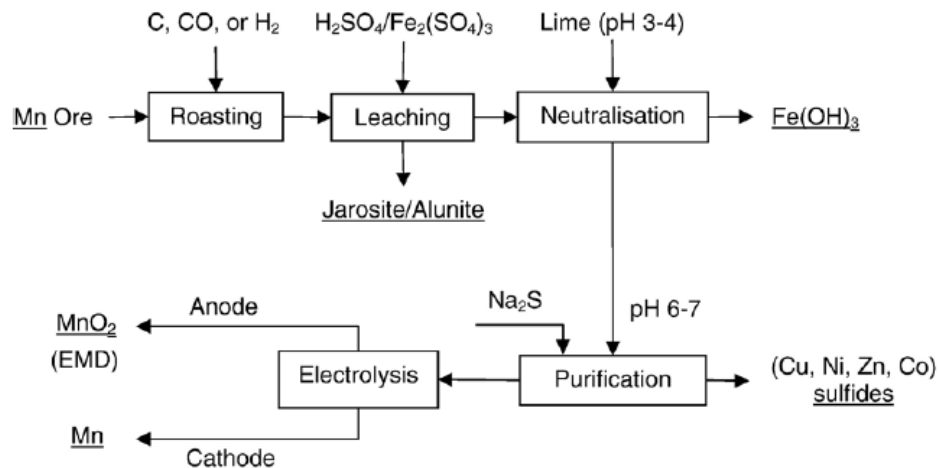 C, CO, or H₂
H₂SO₄/Fe₂(SO₄)₃
Lime (pH 3-4)
Mn Ore
Roasting
Leaching
Neutralisation
Fe(OH)₃
Jarosite/Alunite
Na₂S
pH 6-7
MnO₂
(EMD)
Anode
Electrolysis
Purification
(Cu, Ni, Zn, Co)
sulfides
Mn
Cathode